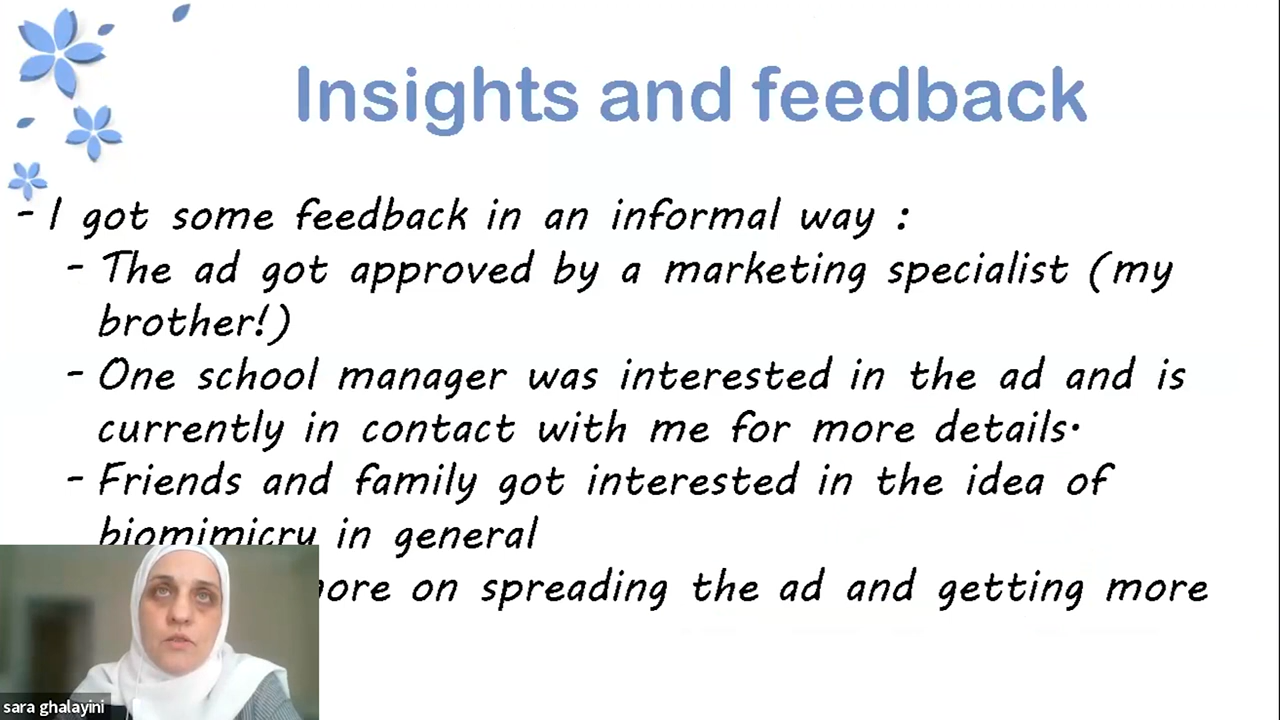 Insights and feedback
- I got some feedback in an informal way :
- The ad got approved by a marketing specialist (my
brother!)
- One school manager was interested in the ad and is
currently in contact with me for more details.
- Friends and family got interested in the idea of
biomimicry in general
more on spreading the ad and getting more
sara ghalayini